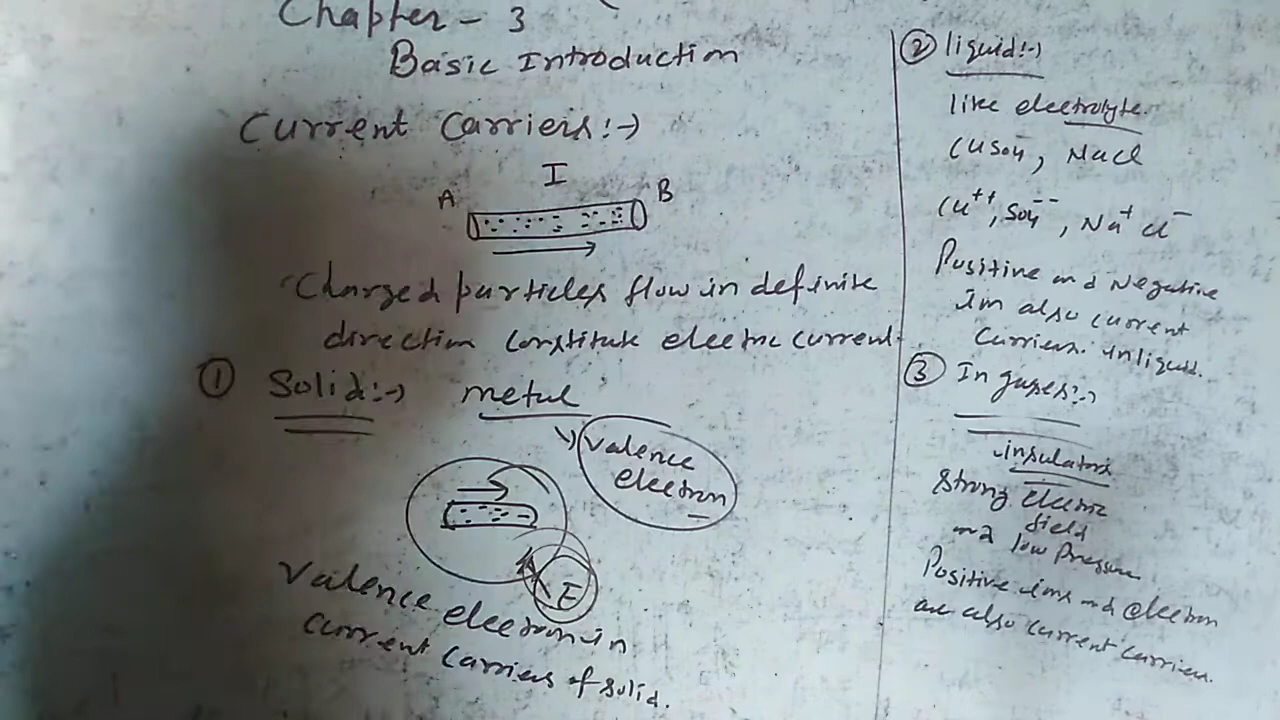 Chapter - 3
Basic Introduction
Current Carriers:→
I
A B
Charged particles flow in definite
direction constitute electric current.
① Solid:→ metal
valence
electron
E
Valence electron in
current carriers of solid.
② liquid:→
like electrolyte.
CuSO4, NaCl
Cu++, SO4--, Na+ Cl-
Positive and Negative
ion also current
carriers in liquid.
③ In gases:→
insulators
Strong electric
field
and low Pressure
Positive ions and electron
are also current carriers.